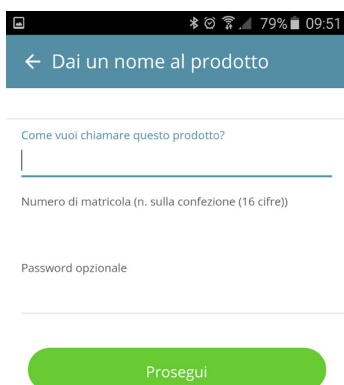 79% 09:51
Dai un nome al prodotto
Come vuoi chiamare questo prodotto?
Numero di matricola (n. sulla confezione (16 cifre))
Password opzionale
Prosegui